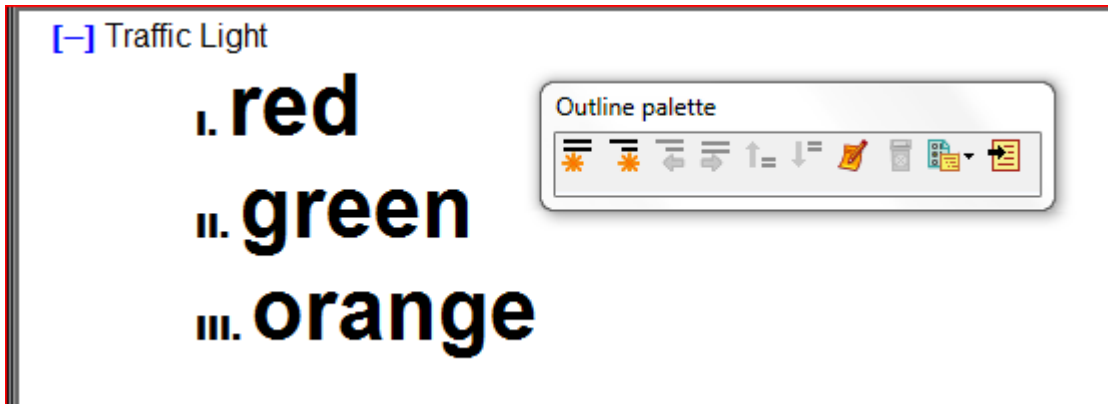 [−] Traffic Light
I. red
Outline palette
II. green
III. orange